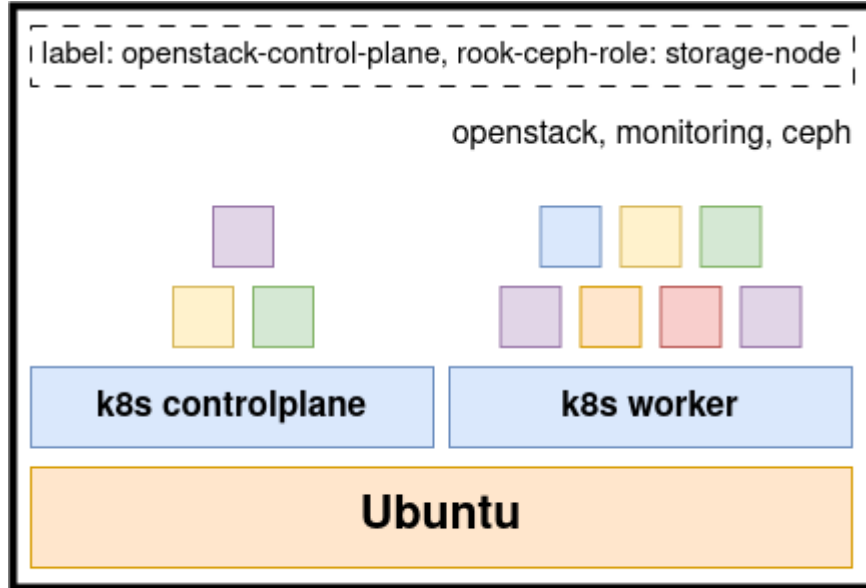 label: openstack-control-plane, rook-ceph-role: storage-node
openstack, monitoring, ceph
k8s controlplane
k8s worker
Ubuntu